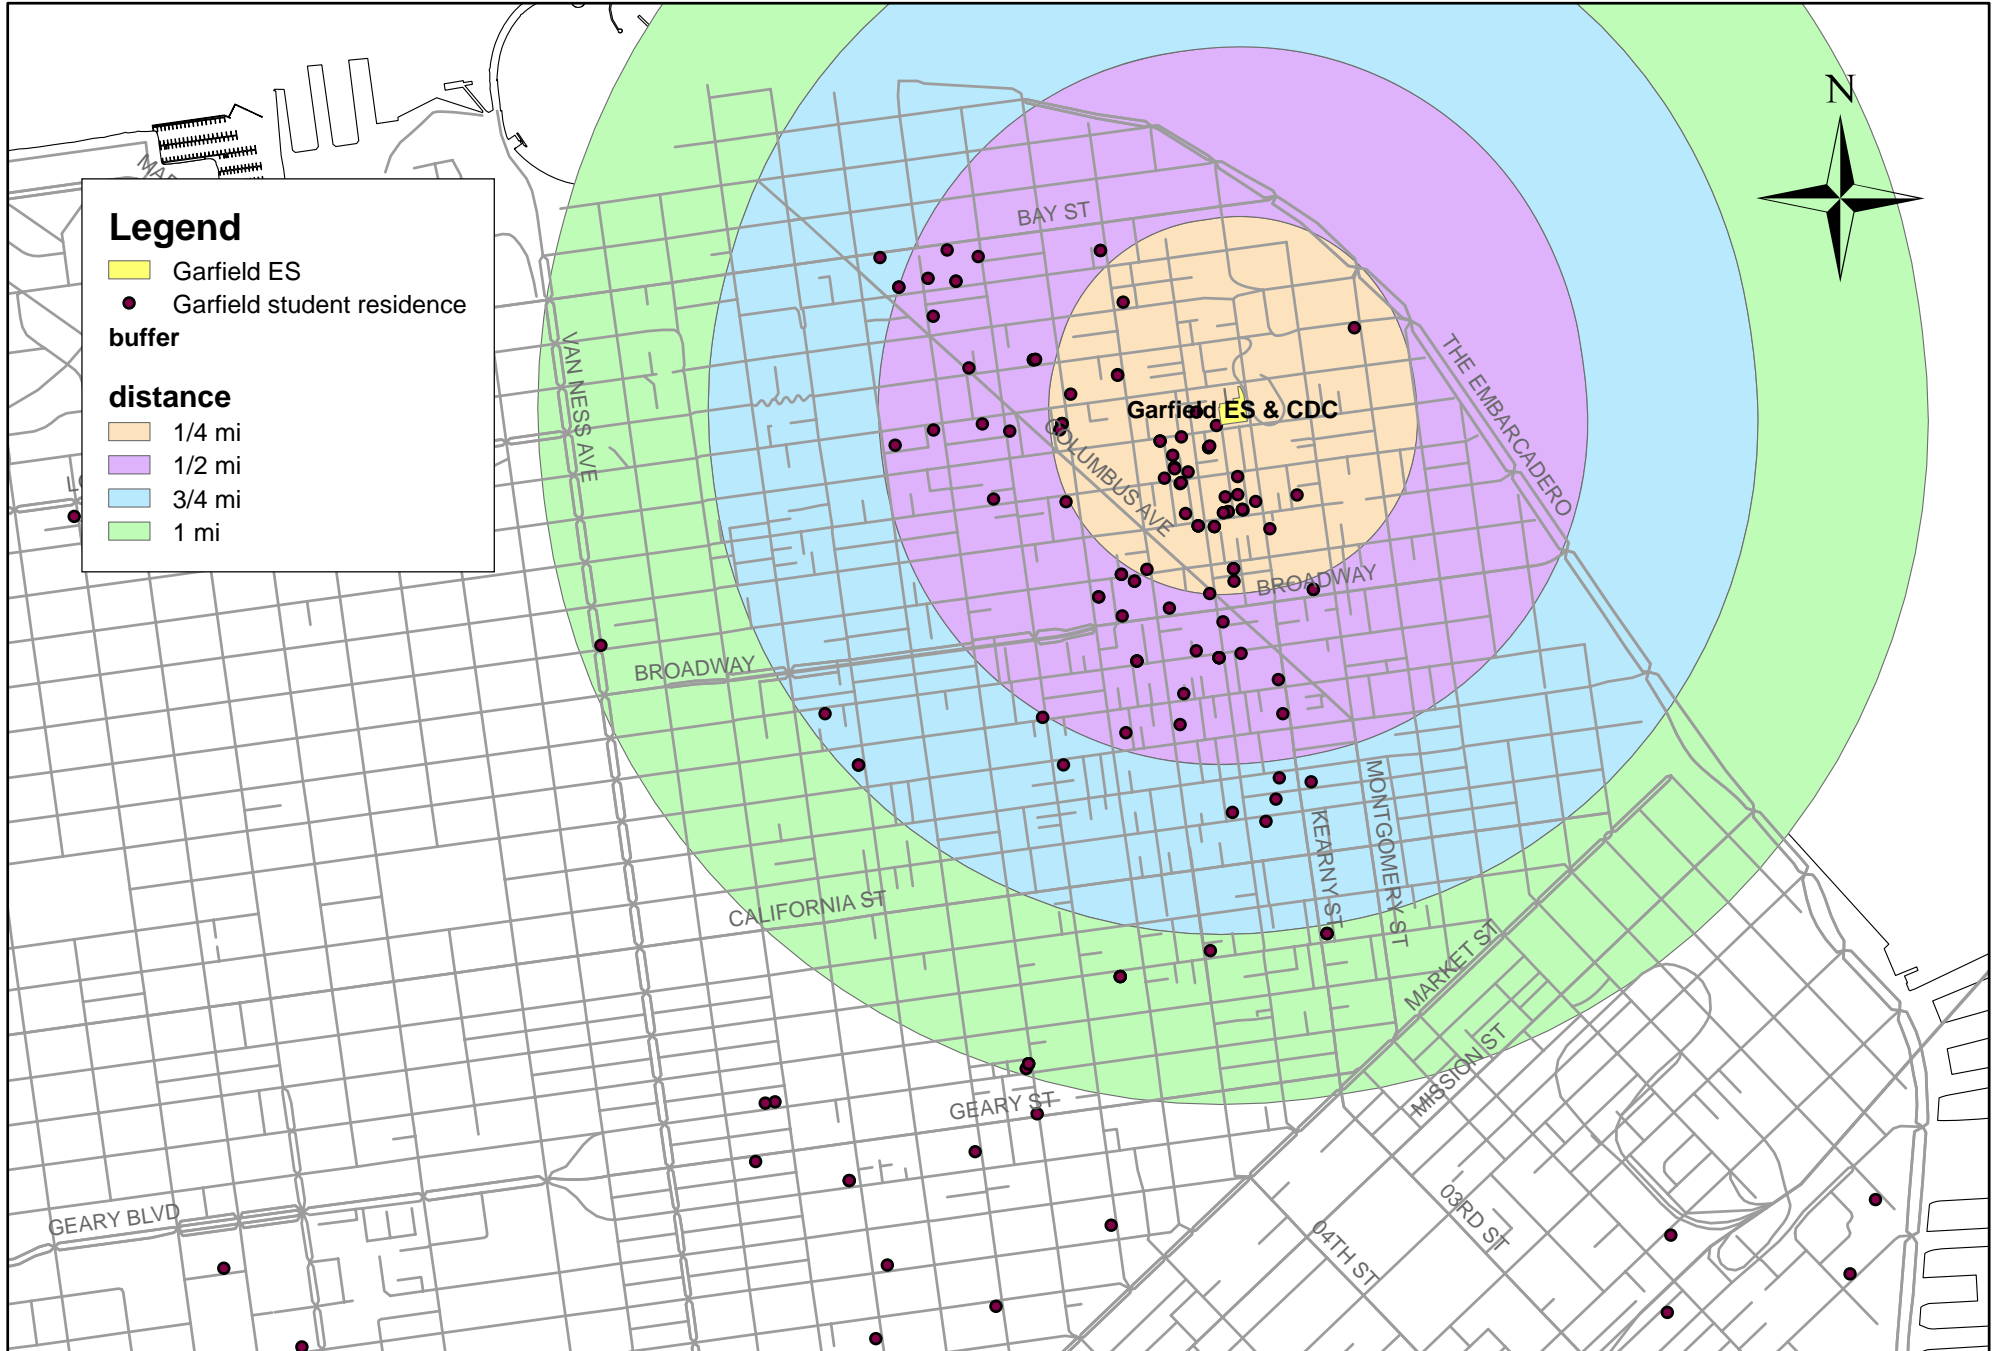 N
BAY ST
Legend
Garfield ES
Garfield student residence
buffer
distance
1/4 mi
1/2 mi
3/4 mi
1 mi
VAN NESS AVE
THE EMBARCADERO
Garfield ES & CDC
COLUMBUS AVE
BROADWAY
BROADWAY
MONTGOMERY ST
KEARNY ST
CALIFORNIA ST
MARKET ST
MISSION ST
GEARY ST
GEARY BLVD
03RD ST
04TH ST